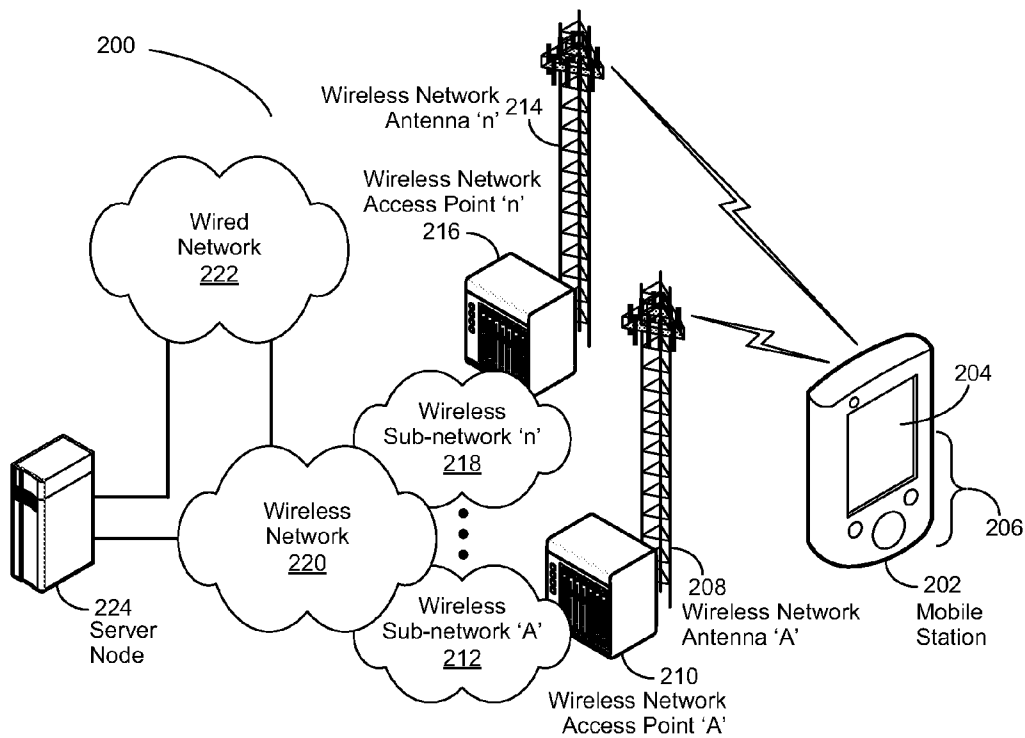 200
Wireless Network
Antenna ‘n’
214
Wireless Network
Access Point ‘n’
216
Wired
Network
222
204
Wireless
Sub-network ‘n’
218
206
Wireless
Network
220
224
Server
Node
Wireless
Sub-network ‘A’
212
208
Wireless Network
Antenna ‘A’
202
Mobile
Station
210
Wireless Network
Access Point ‘A’